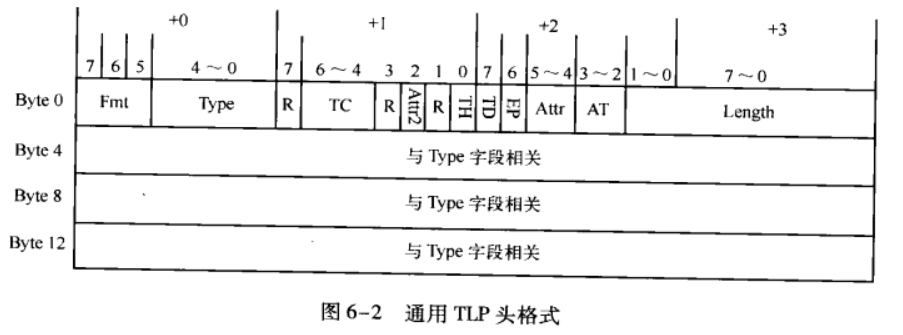 +0 +1 +2 +3
7 6 5 4~0 7 6~4 3 2 1 0 7 6 5~4 3~2 1~0 7~0
Byte 0 Fmt Type R TC R Attr2 R TH TD EP Attr AT Length
Byte 4 与 Type 字段相关
Byte 8 与 Type 字段相关
Byte 12 与 Type 字段相关
图 6-2 通用 TLP 头格式